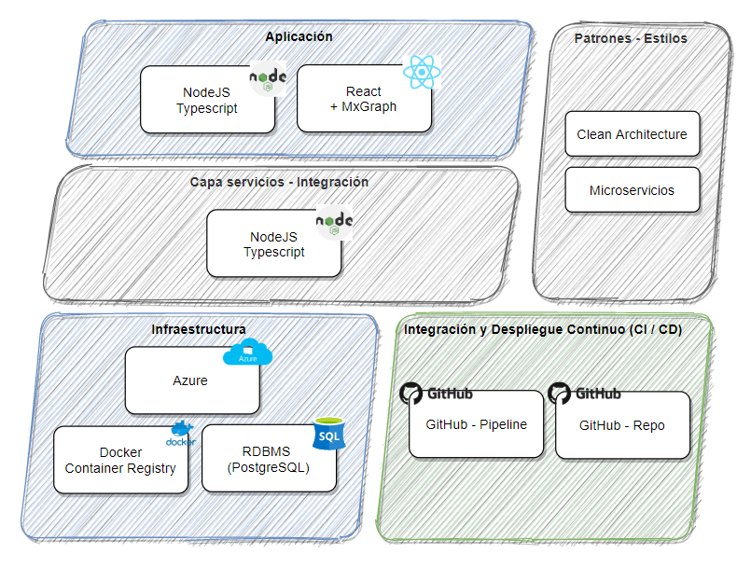 Aplicación
NodeJS
Typescript
node
JS
React
+ MxGraph
Patrones - Estilos
Clean Architecture
Microservicios
Capa servicios - Integración
NodeJS
Typescript
node
JS
Infraestructura
Azure
Azure
Docker
Container Registry
docker
RDBMS
(PostgreSQL)
SQL
Integración y Despliegue Continuo (CI / CD)
GitHub
GitHub - Pipeline
GitHub
GitHub - Repo